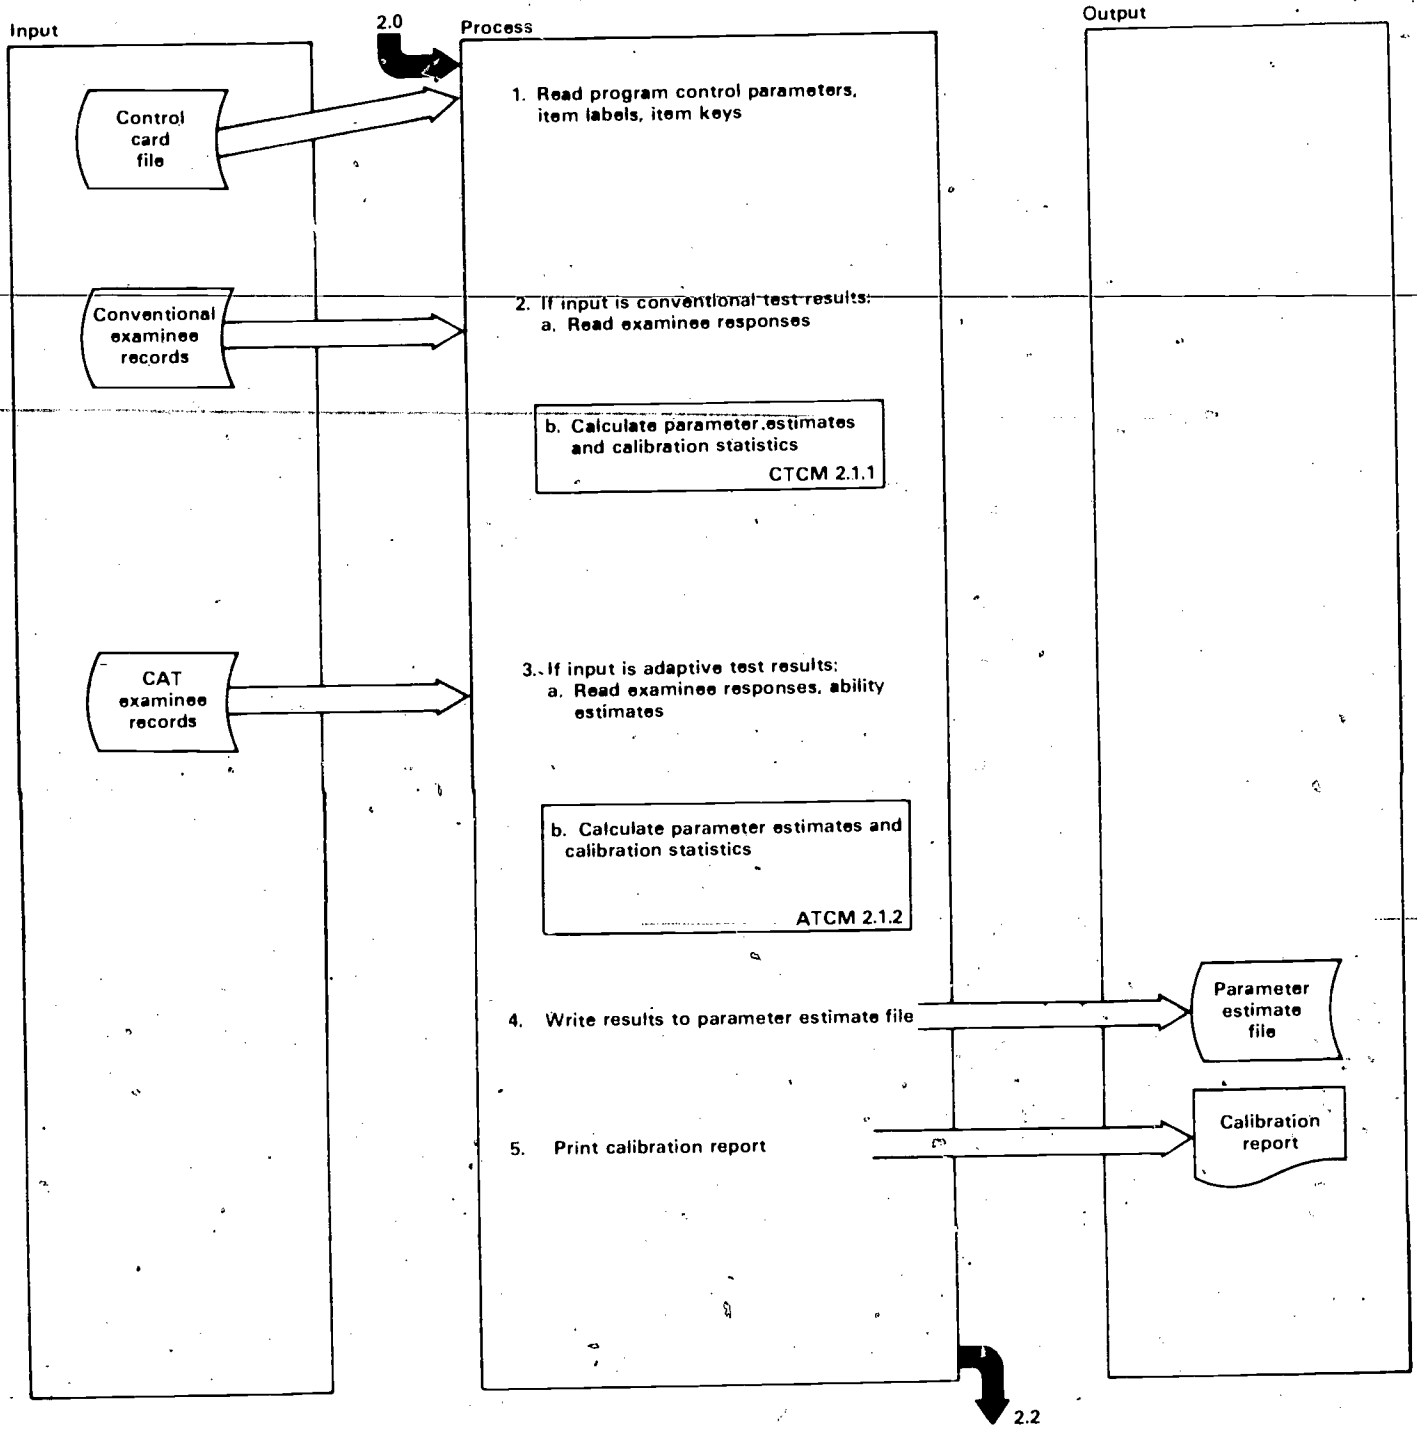 Input
2.0
Process
Output
Control
card
file
1. Read program control parameters,
item labels, item keys
Conventional
examinee
records
2. If input is conventional test results:
a. Read examinee responses
b. Calculate parameter estimates
and calibration statistics
CTCM 2.1.1
CAT
examinee
records
3. If input is adaptive test results:
a. Read examinee responses, ability
estimates
b. Calculate parameter estimates and
calibration statistics
ATCM 2.1.2
4. Write results to parameter estimate file
Parameter
estimate
file
5. Print calibration report
Calibration
report
2.2